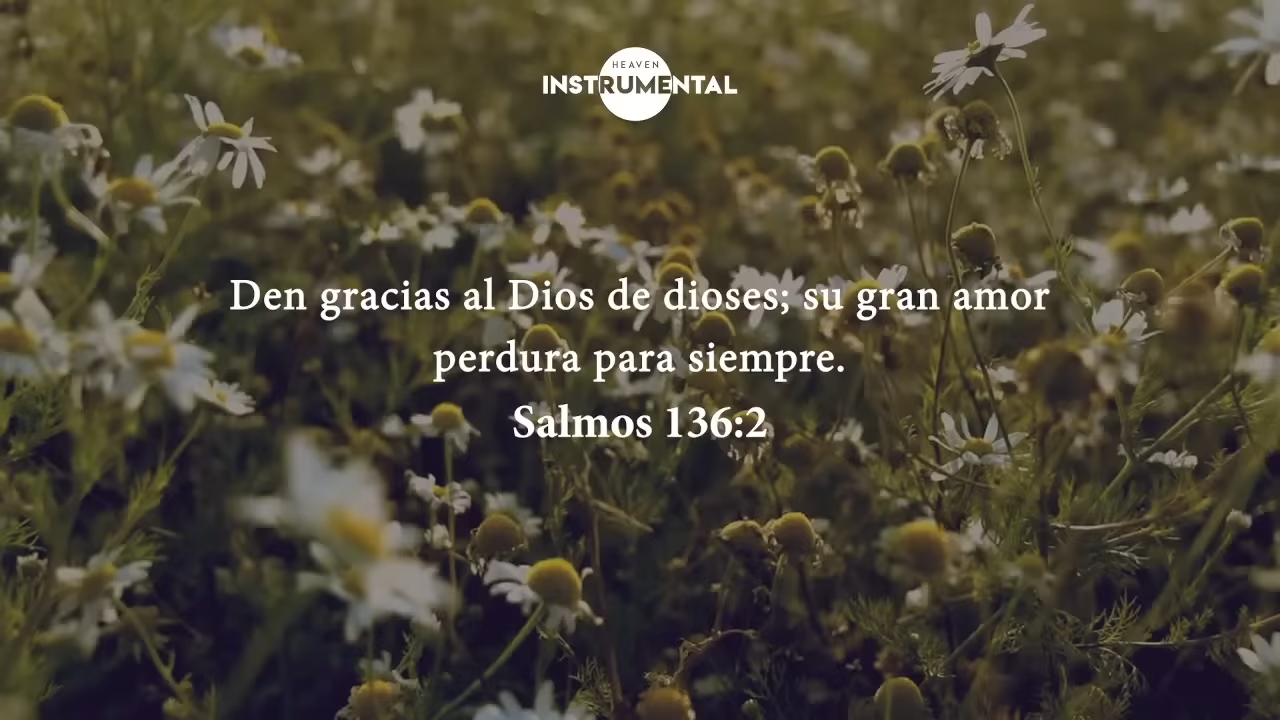 HEAVEN
INSTRUMENTAL
Den gracias al Dios de dioses; su gran amor
perdura para siempre.
Salmos 136:2